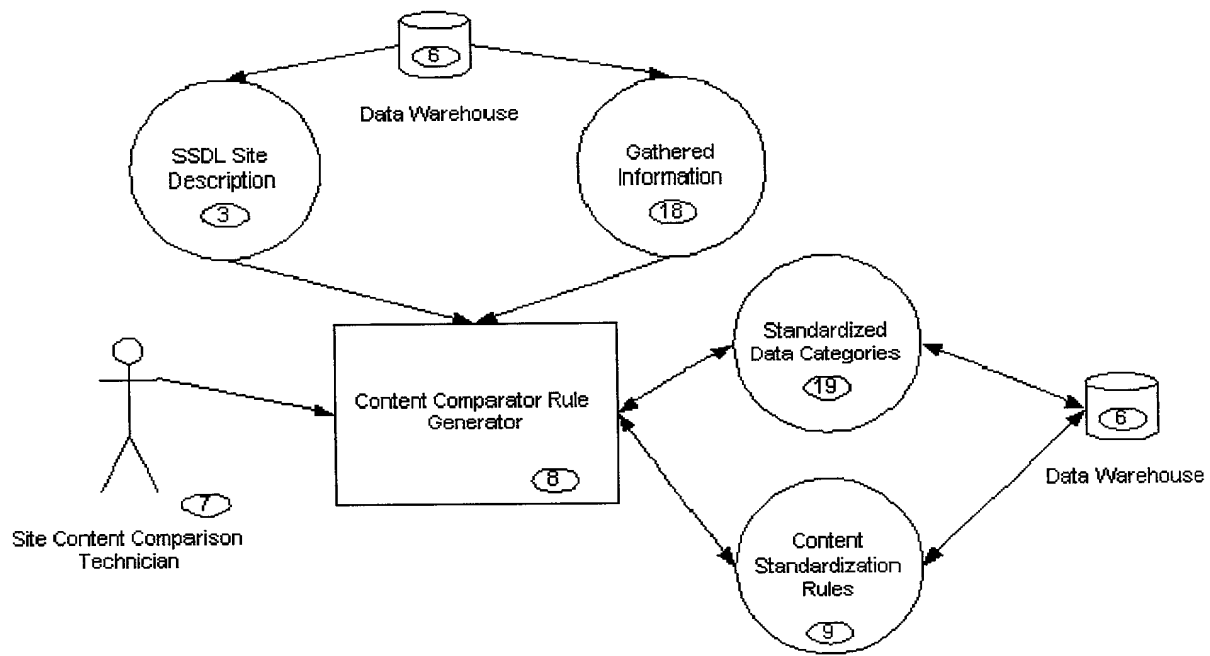 6
Data Warehouse
SSDL Site
Description
3
Gathered
Information
18
Standardized
Data Categories
19
Content Comparator Rule
Generator
8
6
Data Warehouse
7
Site Content Comparison
Technician
Content
Standardization
Rules
9